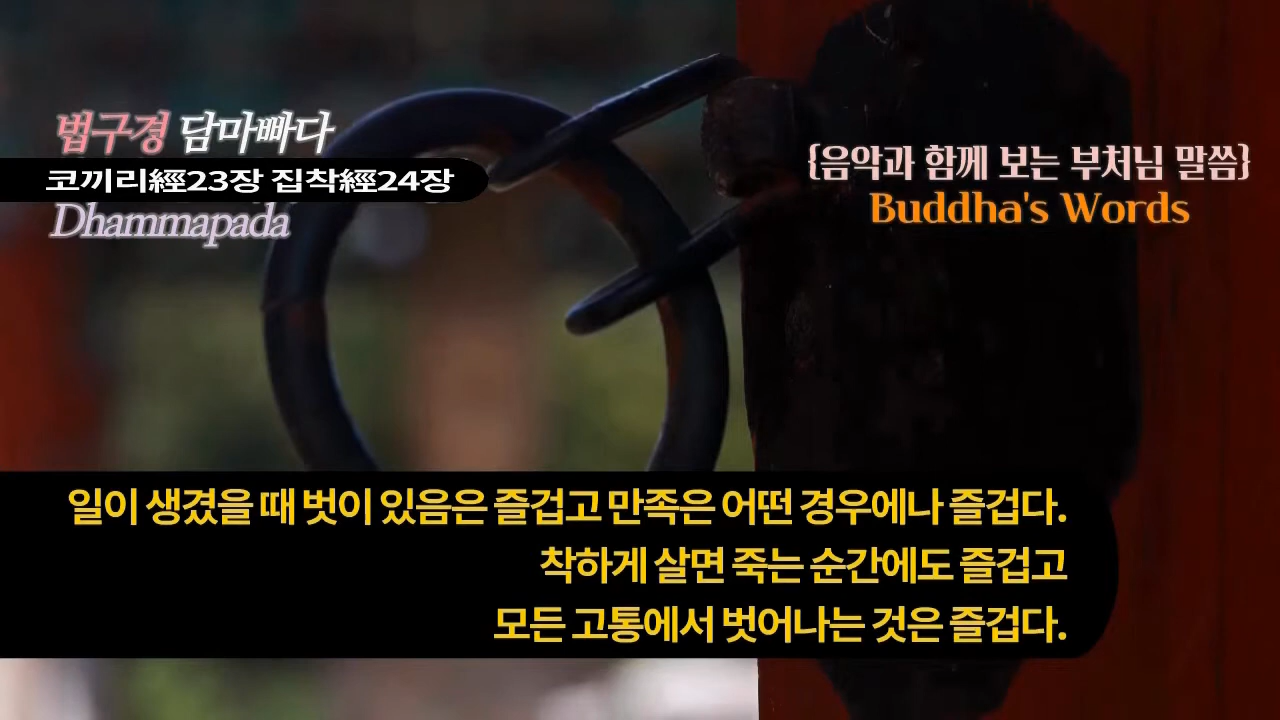 법구경 담마빠다
코끼리經23장 집착經24장
Dhammapada
{음악과 함께 보는 부처님 말씀}
Buddha's Words
일이 생겼을 때 벗이 있음은 즐겁고 만족은 어떤 경우에나 즐겁다.
착하게 살면 죽는 순간에도 즐겁고
모든 고통에서 벗어나는 것은 즐겁다.